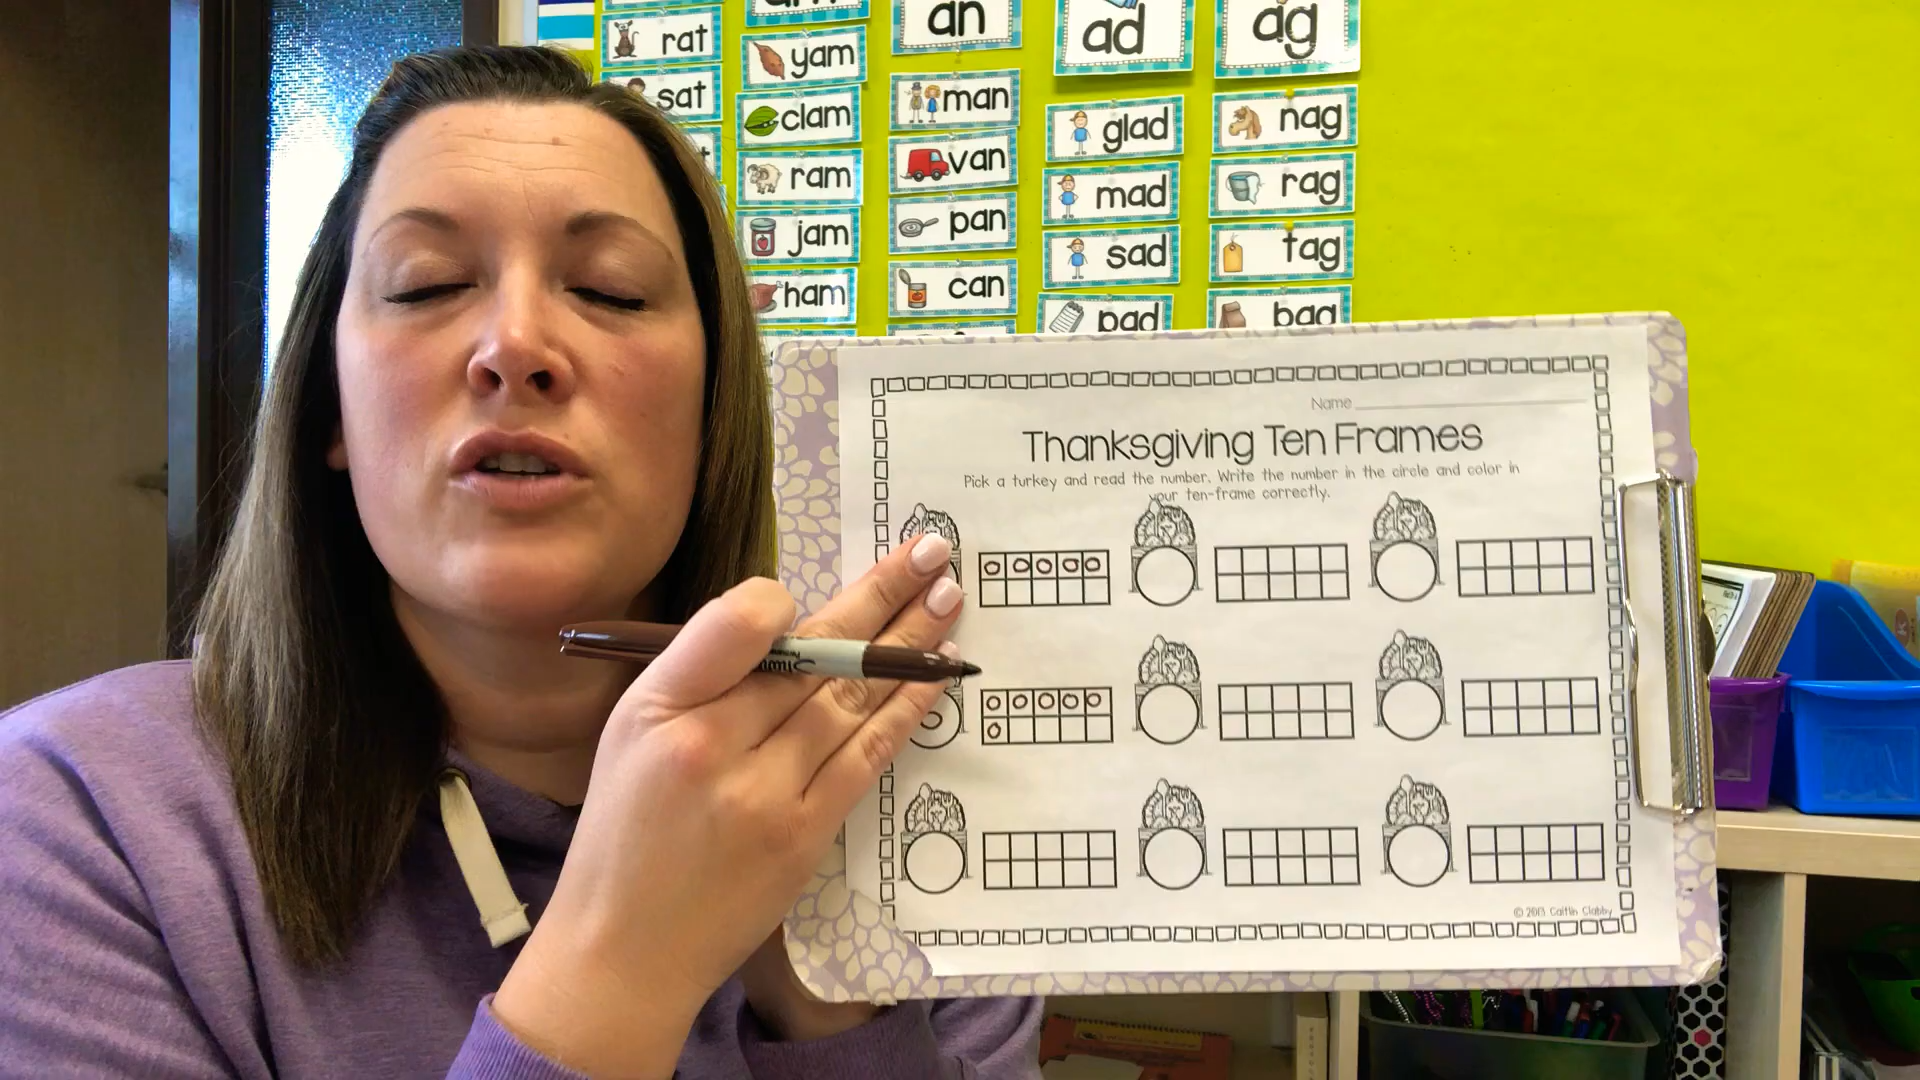 rat
sat
yam
clam
ram
jam
ham
an
man
van
pan
can
ad
glad
mad
sad
pad
ag
nag
rag
tag
bag
Name
Thanksgiving Ten Frames
Pick a turkey and read the number. Write the number in the circle and color in
your ten-frame correctly.
© 2013 Caitlin Clabby